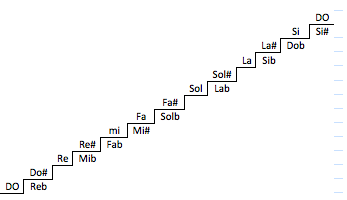 DO
Si Si#
La# Dob
La Sib
Sol#
Sol Lab
Fa#
Fa Solb
mi Mi#
Re# Fab
Re Mib
Do#
DO Reb